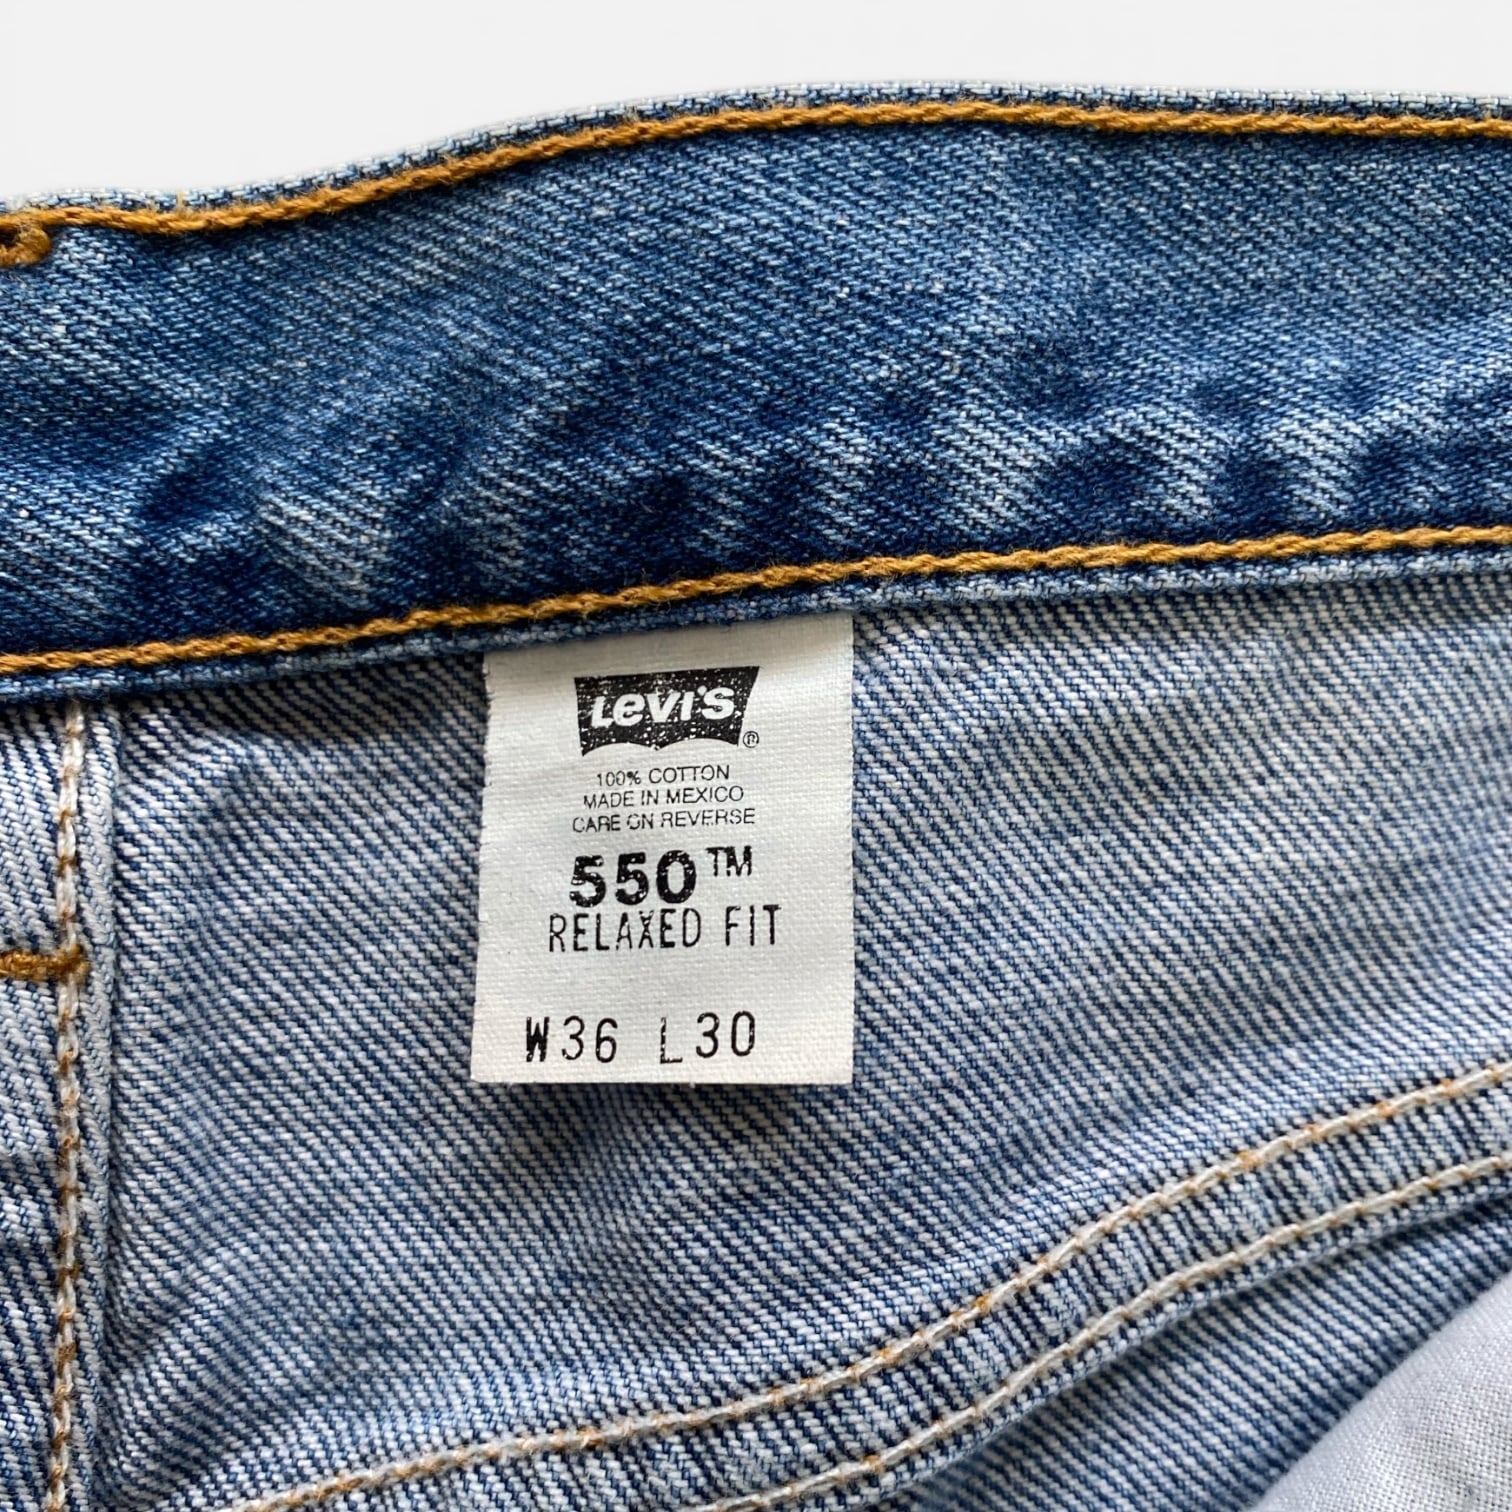 Levi's®
100% COTTON
MADE IN MEXICO
CARE ON REVERSE
550™
RELAXED FIT
W36 L30